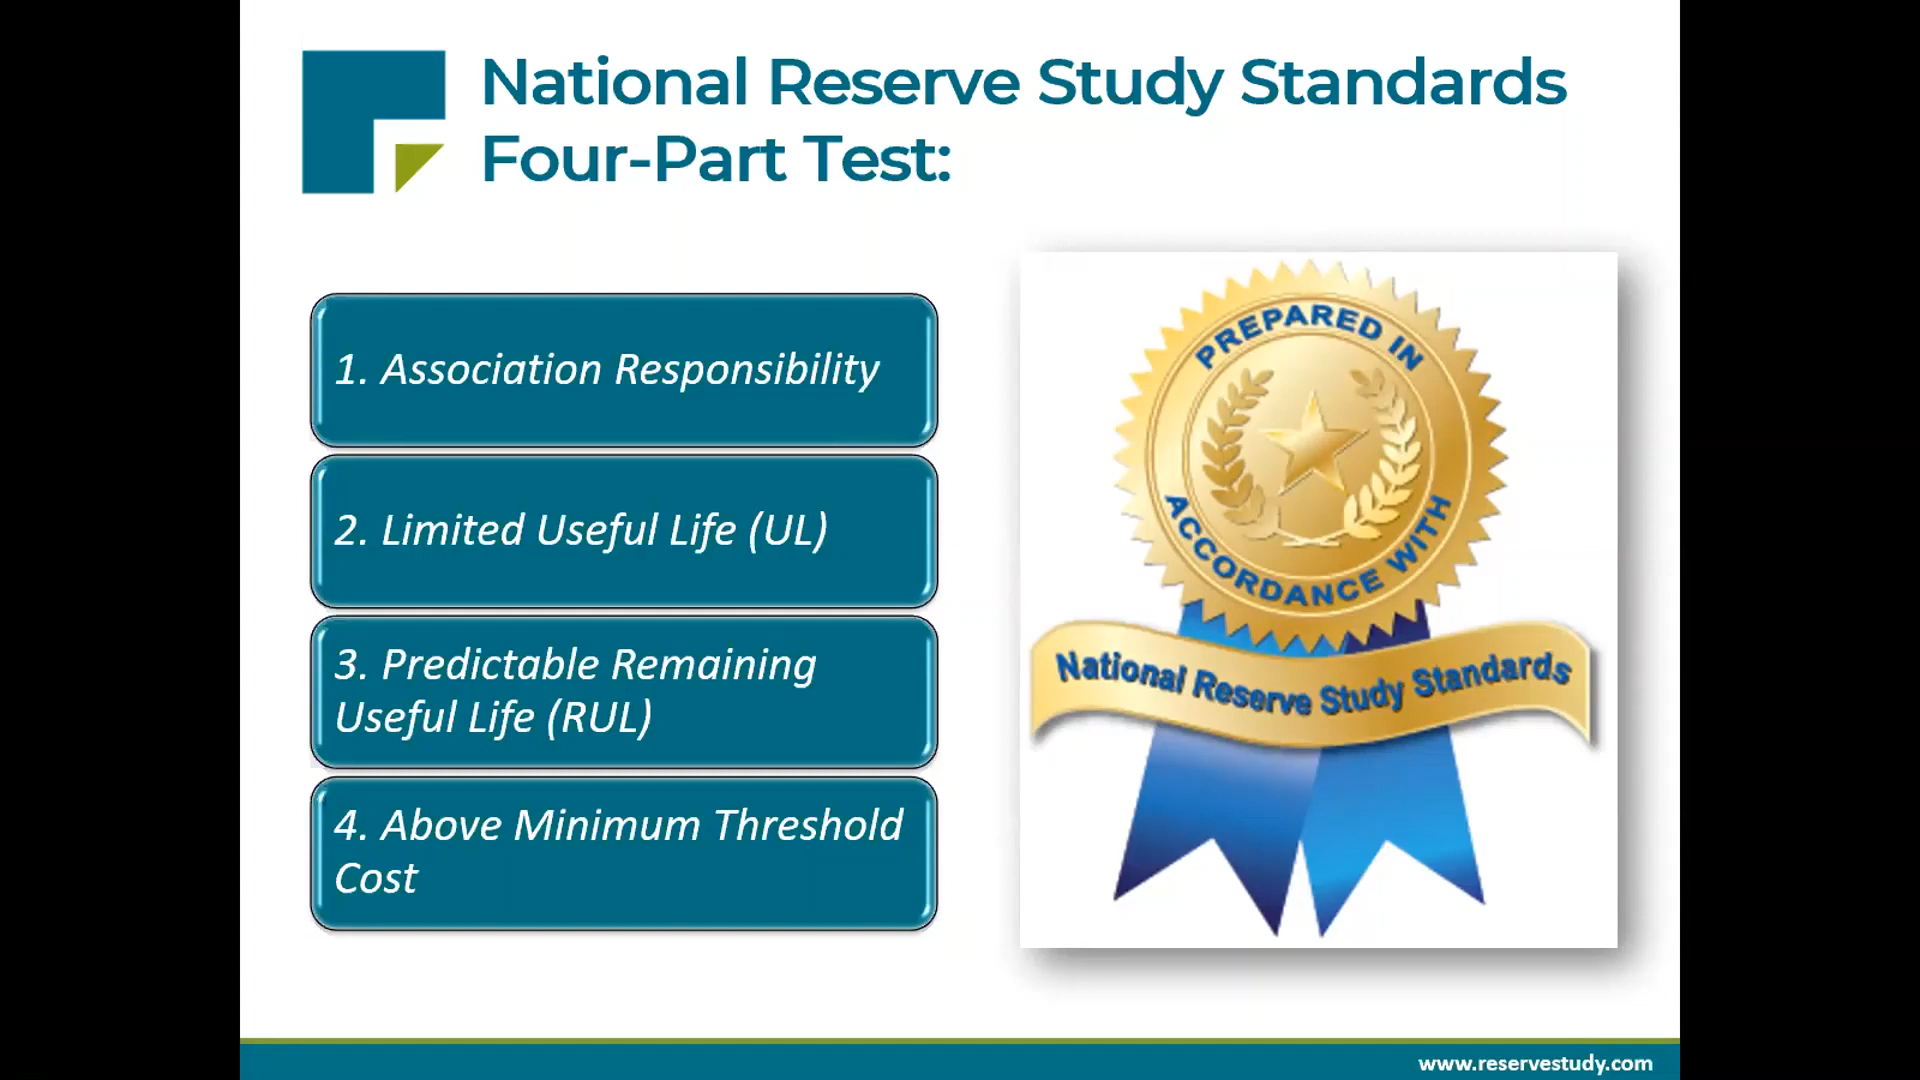 National Reserve Study Standards
Four-Part Test:
1. Association Responsibility
2. Limited Useful Life (UL)
3. Predictable Remaining
Useful Life (RUL)
4. Above Minimum Threshold
Cost
PREPARED IN
ACCORDANCE WITH
National Reserve Study Standards
www.reservestudy.com